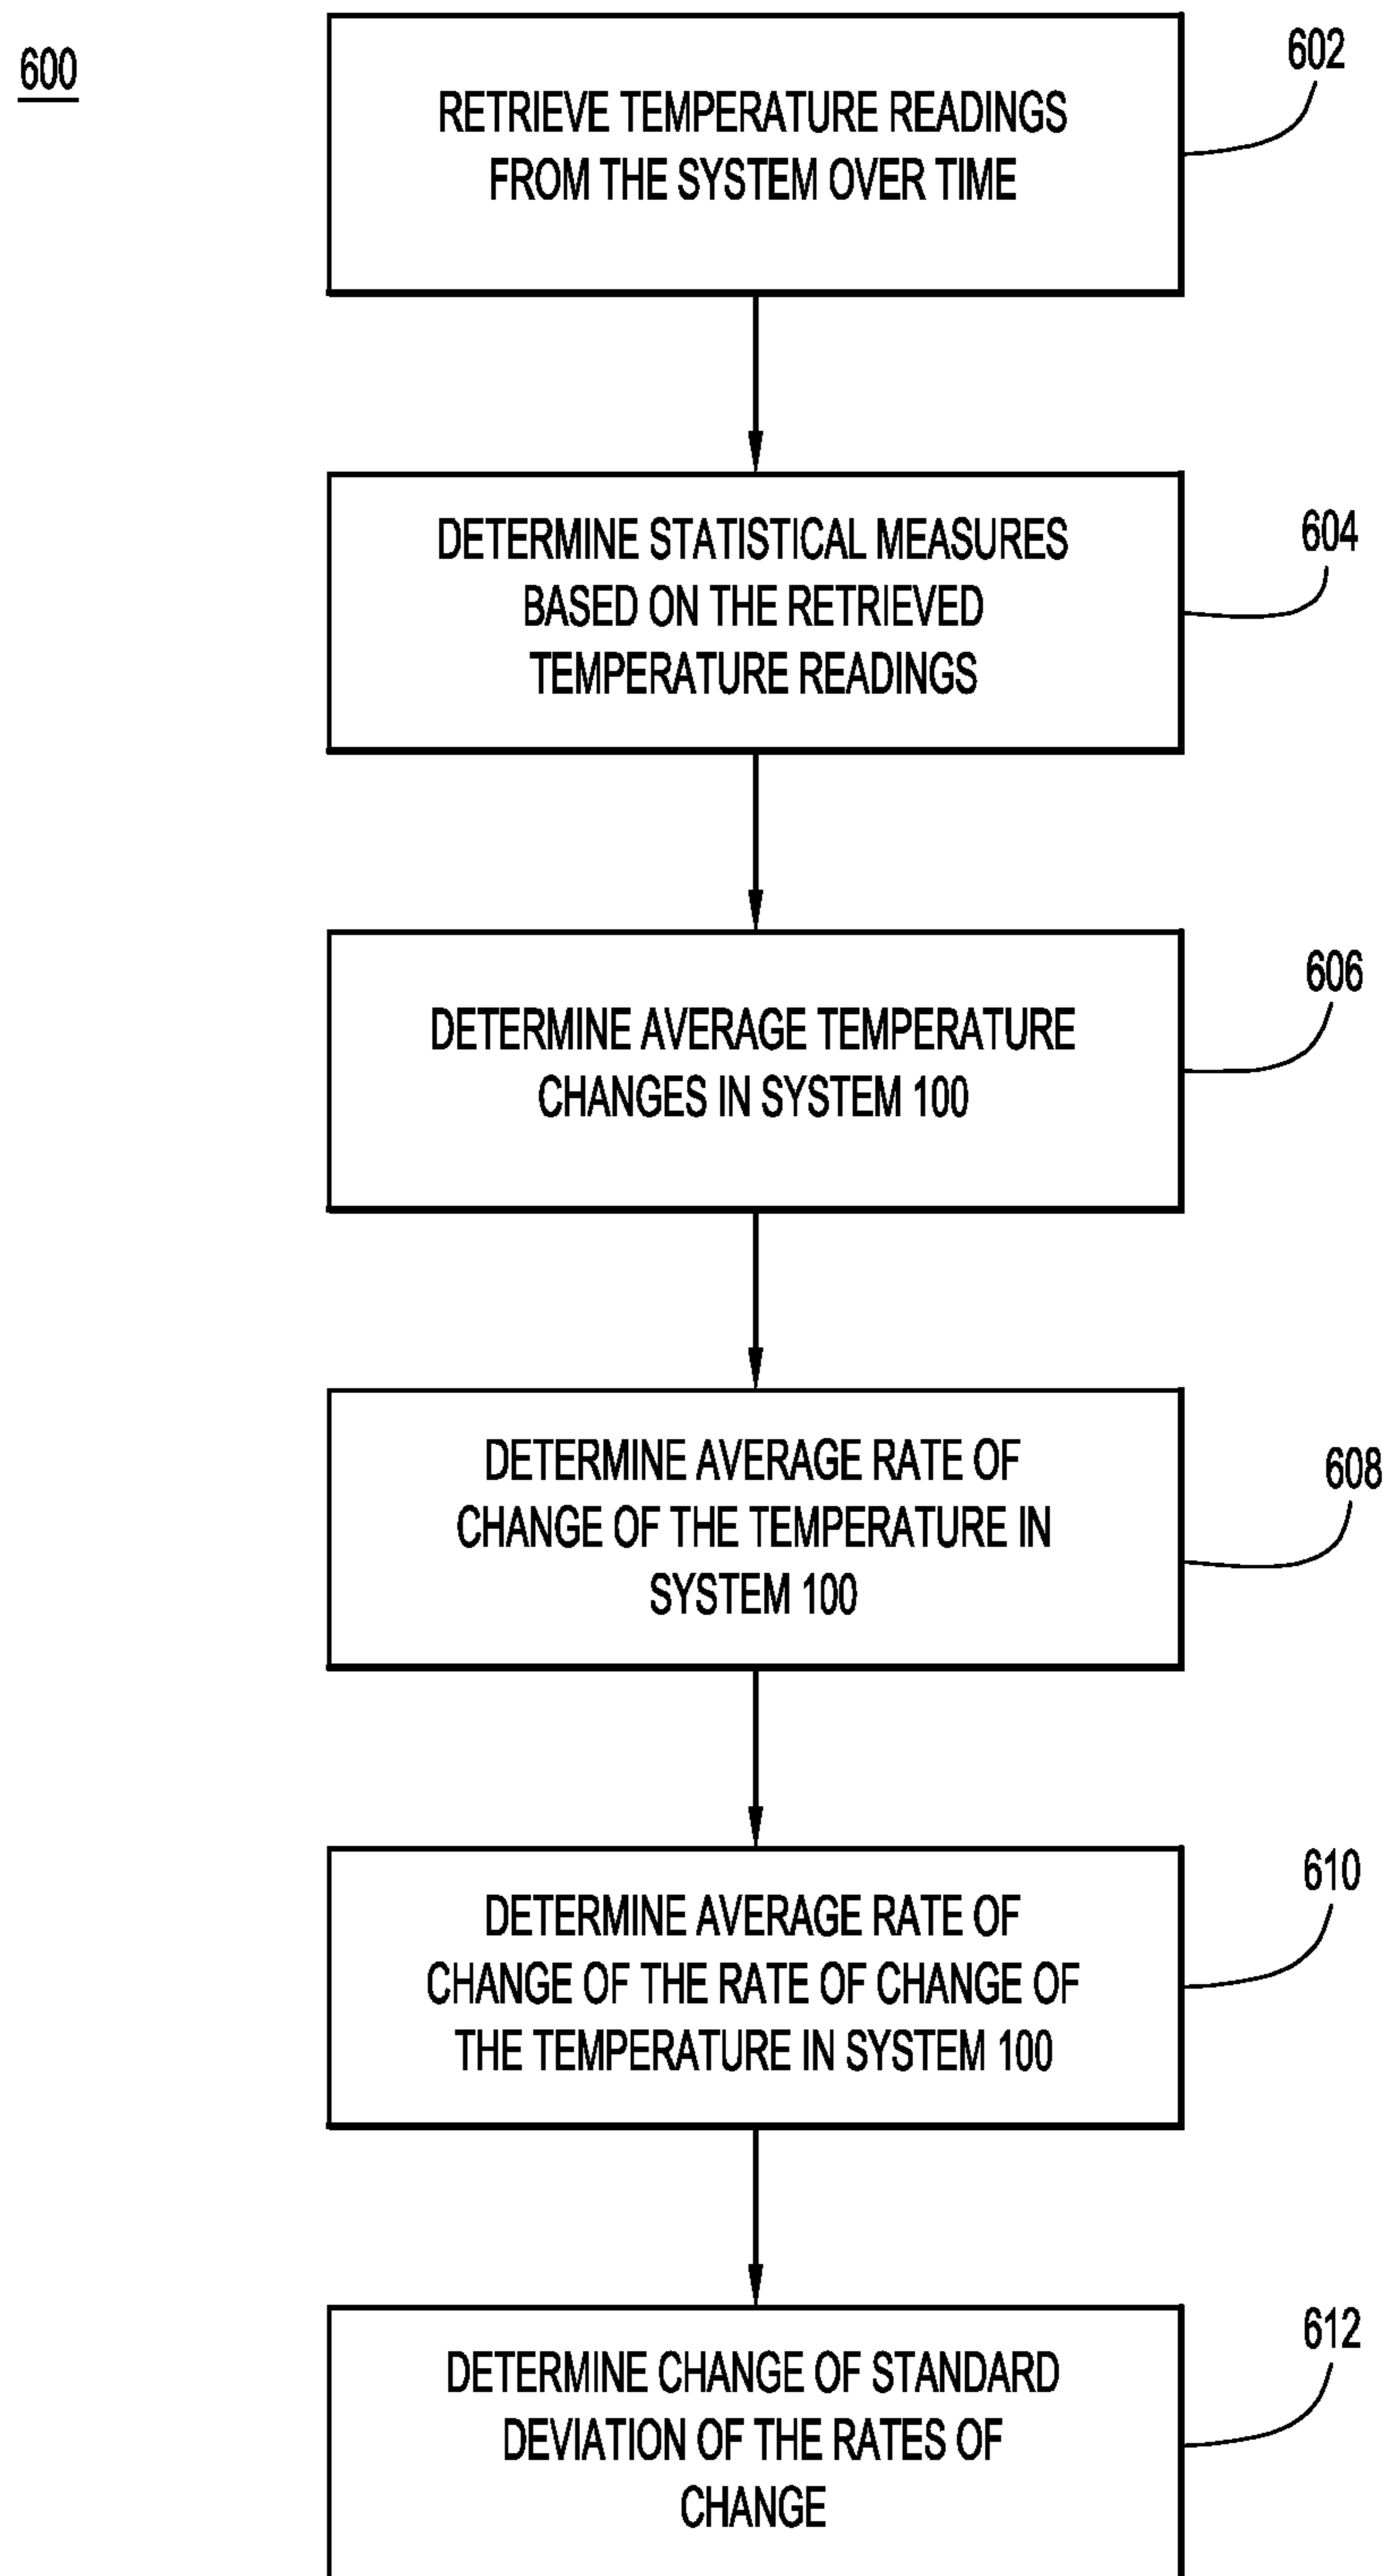 600
602
RETRIEVE TEMPERATURE READINGS
FROM THE SYSTEM OVER TIME
604
DETERMINE STATISTICAL MEASURES
BASED ON THE RETRIEVED
TEMPERATURE READINGS
606
DETERMINE AVERAGE TEMPERATURE
CHANGES IN SYSTEM 100
608
DETERMINE AVERAGE RATE OF
CHANGE OF THE TEMPERATURE IN
SYSTEM 100
610
DETERMINE AVERAGE RATE OF
CHANGE OF THE RATE OF CHANGE OF
THE TEMPERATURE IN SYSTEM 100
612
DETERMINE CHANGE OF STANDARD
DEVIATION OF THE RATES OF
CHANGE